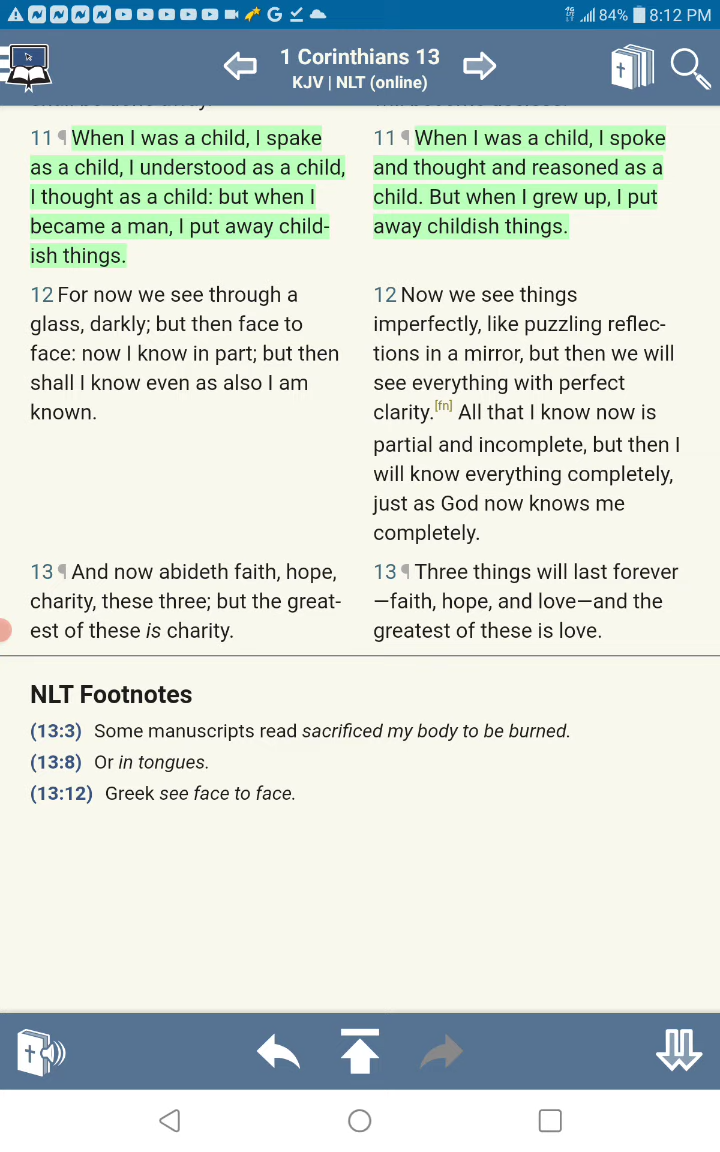 84% 8:12 PM
1 Corinthians 13
KJV | NLT (online)
11 ¶ When I was a child, I spake
as a child, I understood as a child,
I thought as a child: but when I
became a man, I put away child-
ish things.
11 ¶ When I was a child, I spoke
and thought and reasoned as a
child. But when I grew up, I put
away childish things.
12 For now we see through a
glass, darkly; but then face to
face: now I know in part; but then
shall I know even as also I am
known.
12 Now we see things
imperfectly, like puzzling reflec-
tions in a mirror, but then we will
see everything with perfect
clarity.[fn] All that I know now is
partial and incomplete, but then I
will know everything completely,
just as God now knows me
completely.
13 ¶ And now abideth faith, hope,
charity, these three; but the great-
est of these is charity.
13 ¶ Three things will last forever
—faith, hope, and love—and the
greatest of these is love.
NLT Footnotes
(13:3) Some manuscripts read sacrificed my body to be burned.
(13:8) Or in tongues.
(13:12) Greek see face to face.